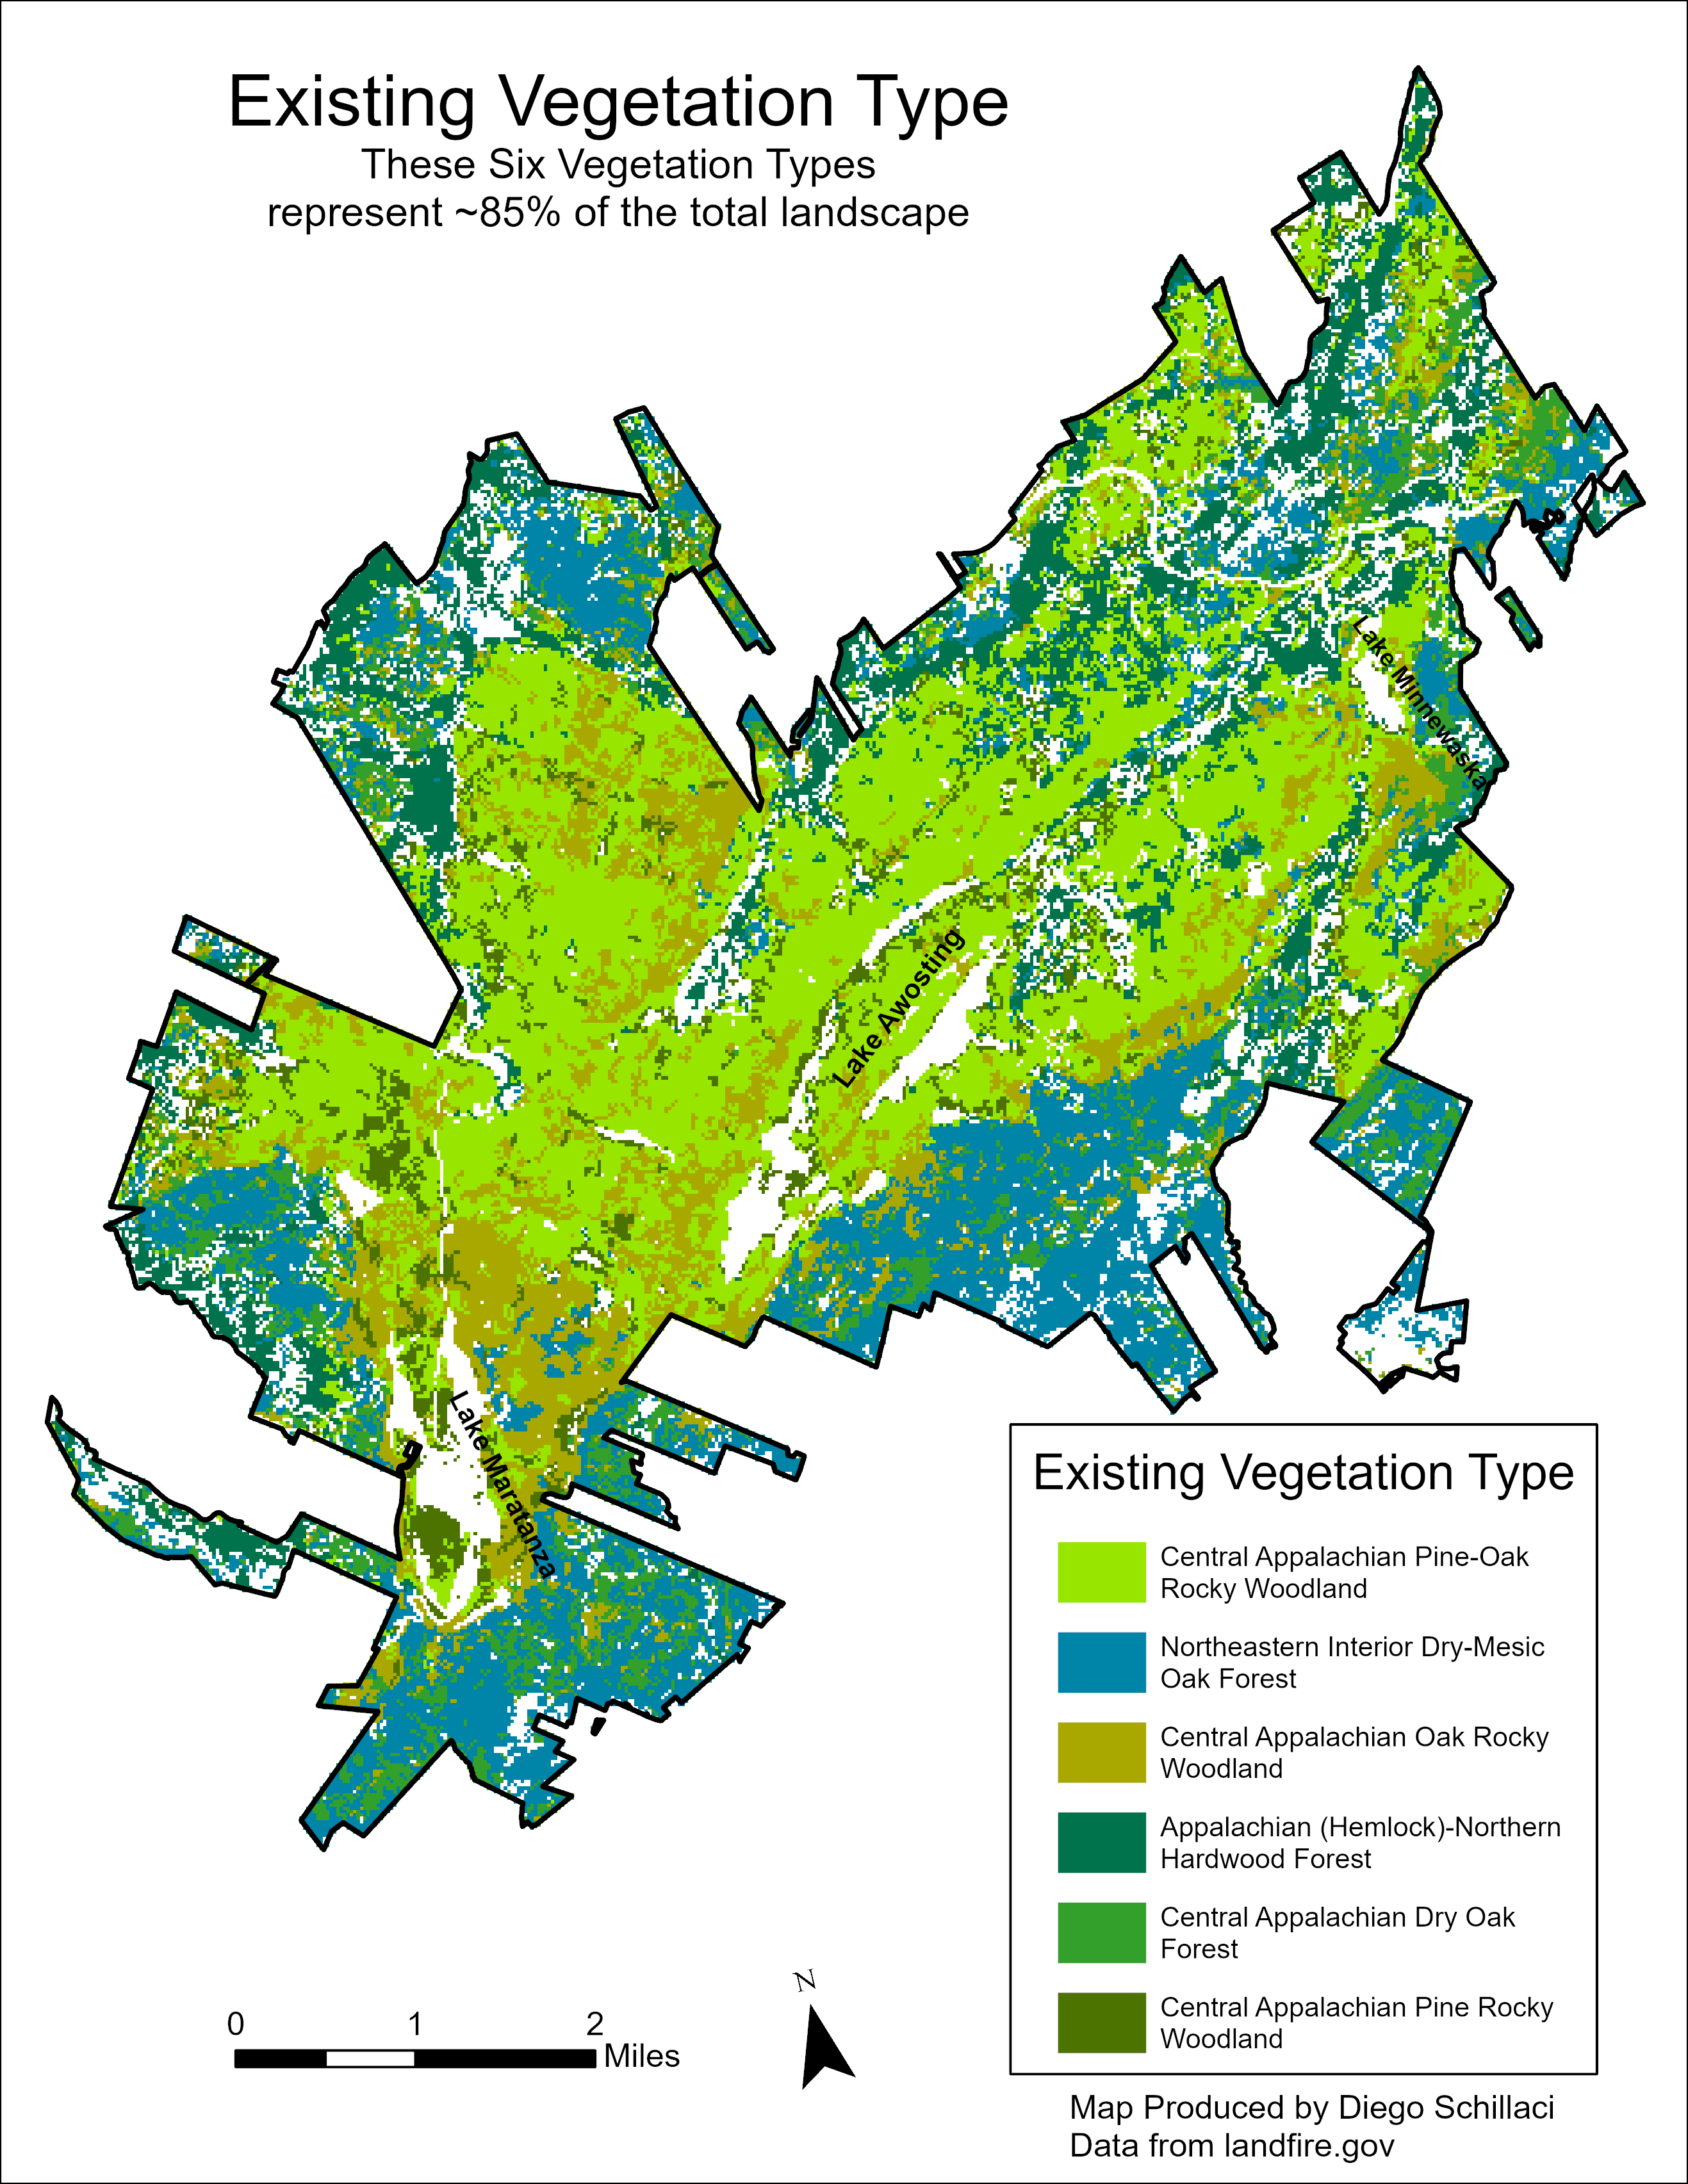 Existing Vegetation Type
These Six Vegetation Types
represent ~85% of the total landscape
Lake Minnewaska
Lake Awosting
Lake Maratanza
Existing Vegetation Type
Central Appalachian Pine-Oak
Rocky Woodland
Northeastern Interior Dry-Mesic
Oak Forest
Central Appalachian Oak Rocky
Woodland
Appalachian (Hemlock)-Northern
Hardwood Forest
Central Appalachian Dry Oak
Forest
Central Appalachian Pine Rocky
Woodland
N
0 1 2
Miles
Map Produced by Diego Schillaci
Data from landfire.gov